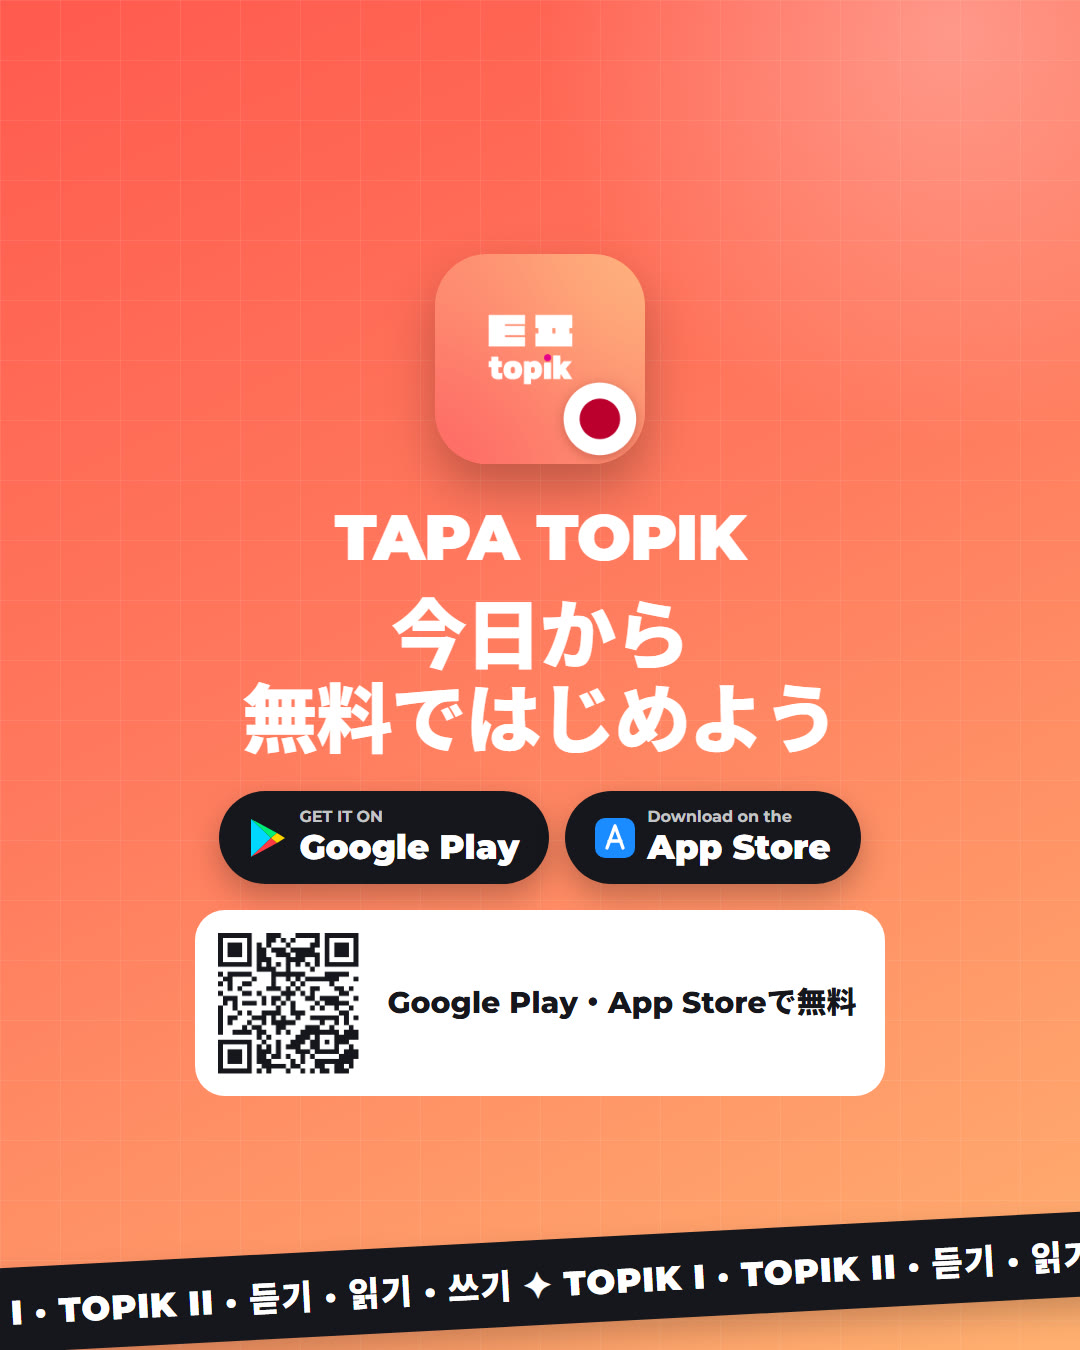 토픽
topik
TAPA TOPIK
今日から
無料ではじめよう
GET IT ON
Google Play
Download on the
App Store
Google Play・App Storeで無料
I • TOPIK II • 듣기 • 읽기 • 쓰기 ✦ TOPIK I • TOPIK II • 듣기 • 읽기